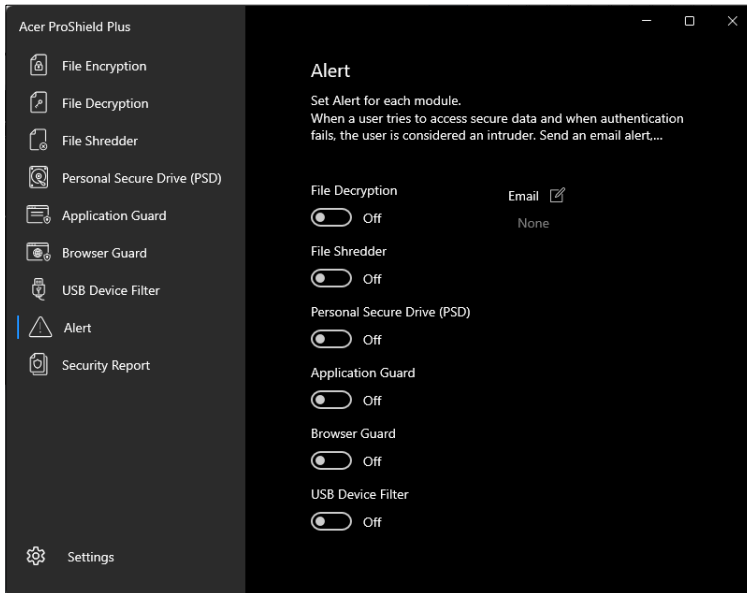 Acer ProShield Plus
File Encryption
File Decryption
File Shredder
Personal Secure Drive (PSD)
Application Guard
Browser Guard
USB Device Filter
Alert
Security Report
Settings
Alert
Set Alert for each module.
When a user tries to access secure data and when authentication
fails, the user is considered an intruder. Send an email alert,...
File Decryption
Off
Email
None
File Shredder
Off
Personal Secure Drive (PSD)
Off
Application Guard
Off
Browser Guard
Off
USB Device Filter
Off